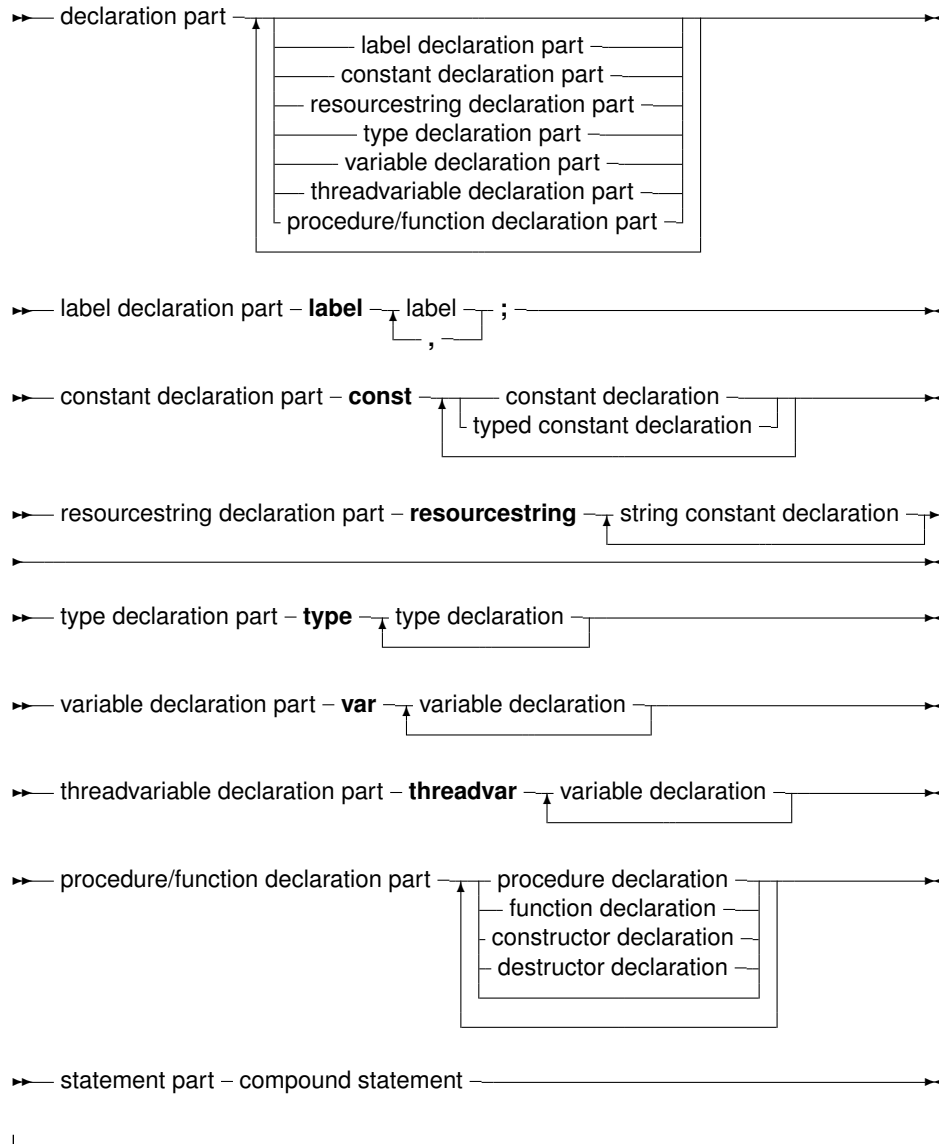 declaration part
label declaration part
constant declaration part
resourcestring declaration part
type declaration part
variable declaration part
threadvariable declaration part
procedure/function declaration part
label declaration part label label ;
,
constant declaration part const constant declaration
typed constant declaration
resourcestring declaration part resourcestring string constant declaration
type declaration part type type declaration
variable declaration part var variable declaration
threadvariable declaration part threadvar variable declaration
procedure/function declaration part procedure declaration
function declaration
constructor declaration
destructor declaration
statement part compound statement